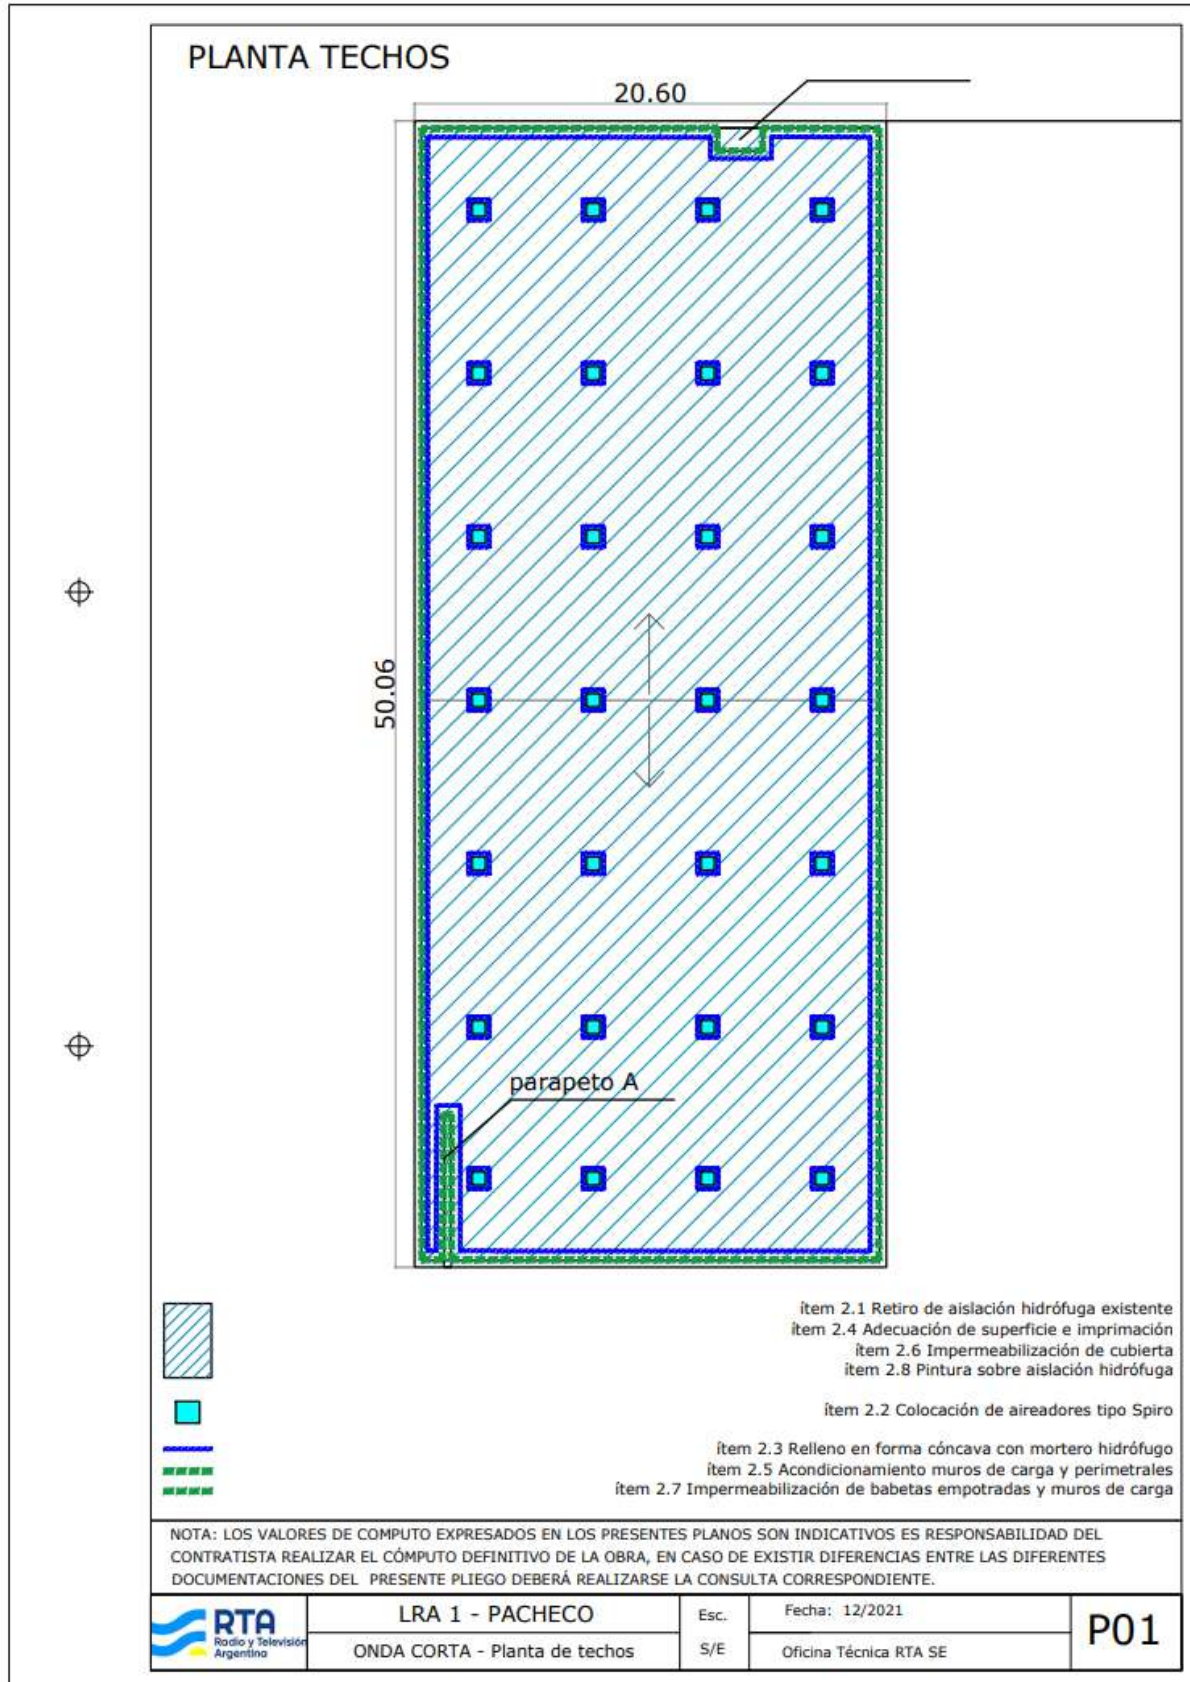 PLANTA TECHOS
20.60
50.06
parapeto A
ítem 2.1 Retiro de aislación hidrófuga existente
ítem 2.4 Adecuación de superficie e imprimación
ítem 2.6 Impermeabilización de cubierta
ítem 2.8 Pintura sobre aislación hidrófuga
ítem 2.2 Colocación de aireadores tipo Spiro
ítem 2.3 Relleno en forma cóncava con mortero hidrófugo
ítem 2.5 Acondicionamiento muros de carga y perimetrales
ítem 2.7 Impermeabilización de babetas empotradas y muros de carga
NOTA: LOS VALORES DE COMPUTO EXPRESADOS EN LOS PRESENTES PLANOS SON INDICATIVOS ES RESPONSABILIDAD DEL
CONTRATISTA REALIZAR EL CÓMPUTO DEFINITIVO DE LA OBRA, EN CASO DE EXISTIR DIFERENCIAS ENTRE LAS DIFERENTES
DOCUMENTACIONES DEL PRESENTE PLIEGO DEBERÁ REALIZARSE LA CONSULTA CORRESPONDIENTE.
RTA
Radio y Televisión
Argentina
LRA 1 - PACHECO
ONDA CORTA - Planta de techos
Esc.
S/E
Fecha: 12/2021
Oficina Técnica RTA SE
P01